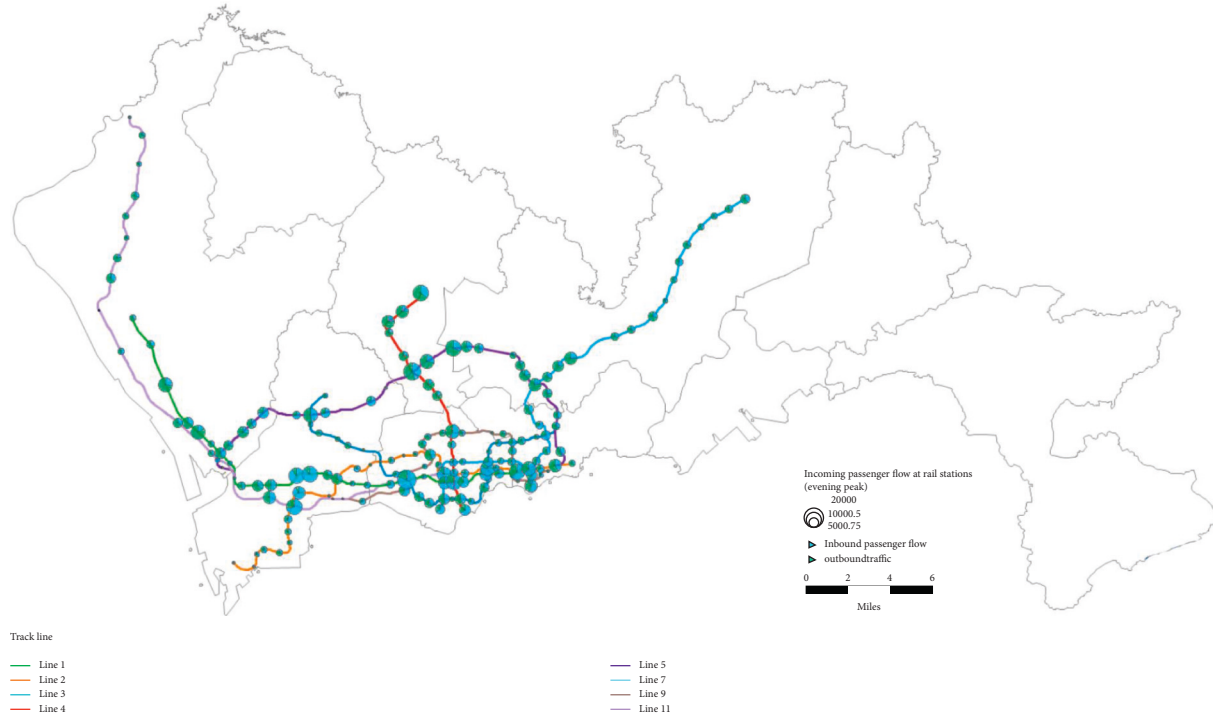 Incoming passenger flow at rail stations
(evening peak)
20000
10000.5
5000.75
Inbound passenger flow
outboundtraffic
0 2 4 6
Miles
Track line
Line 1
Line 2
Line 3
Line 4
Line 5
Line 7
Line 9
Line 11